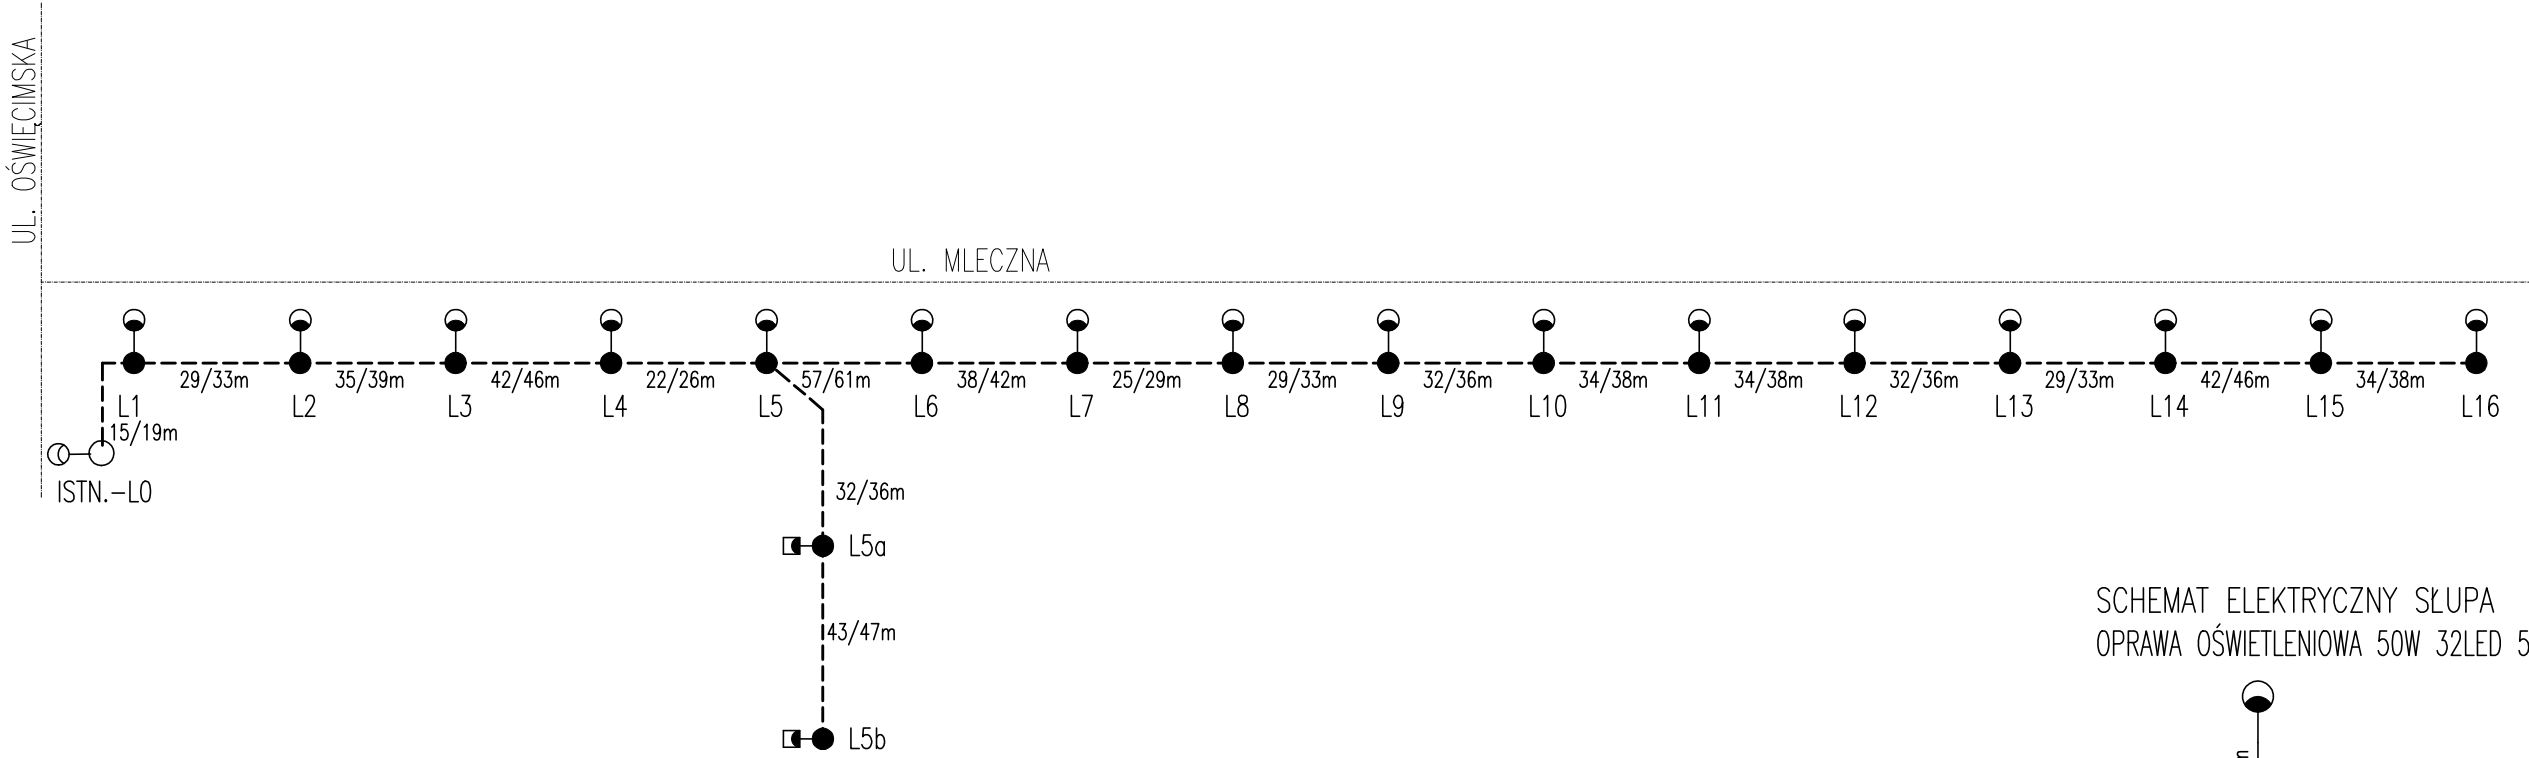 UL. OŚWIĘCIMSKA
UL. MLECZNA
29/33m 35/39m 42/46m 22/26m 57/61m 38/42m 25/29m 29/33m 32/36m 34/38m 34/38m 32/36m 29/33m 42/46m 34/38m
L1 L2 L3 L4 L5 L6 L7 L8 L9 L10 L11 L12 L13 L14 L15 L16
15/19m
ISTN.-L0
32/36m
L5a
43/47m
L5b
SCHEMAT ELEKTRYCZNY SŁUPA
OPRAWA OŚWIETLENIOWA 50W 32LED 5